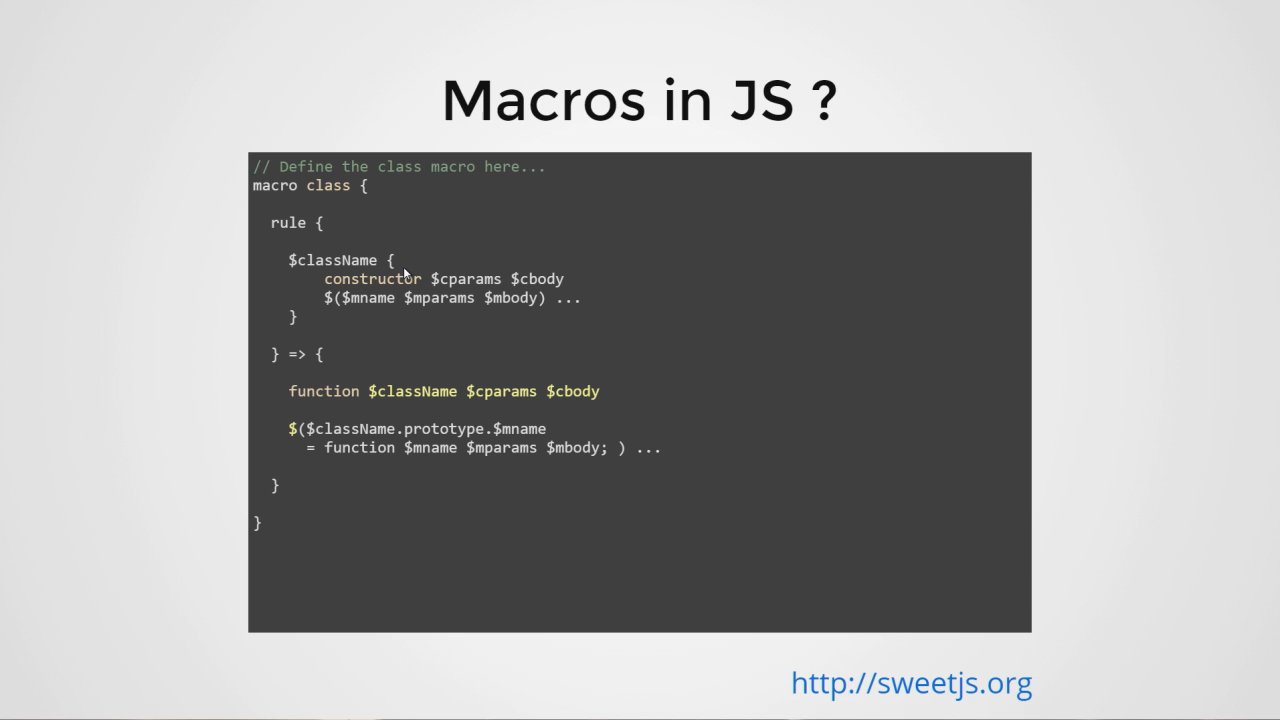 Macros in JS ?
// Define the class macro here...
macro class {
rule {
$className {
constructor $cparams $cbody
$($mname $mparams $mbody) ...
}
} => {
function $className $cparams $cbody
$($className.prototype.$mname
= function $mname $mparams $mbody; ) ...
}
}
http://sweetjs.org